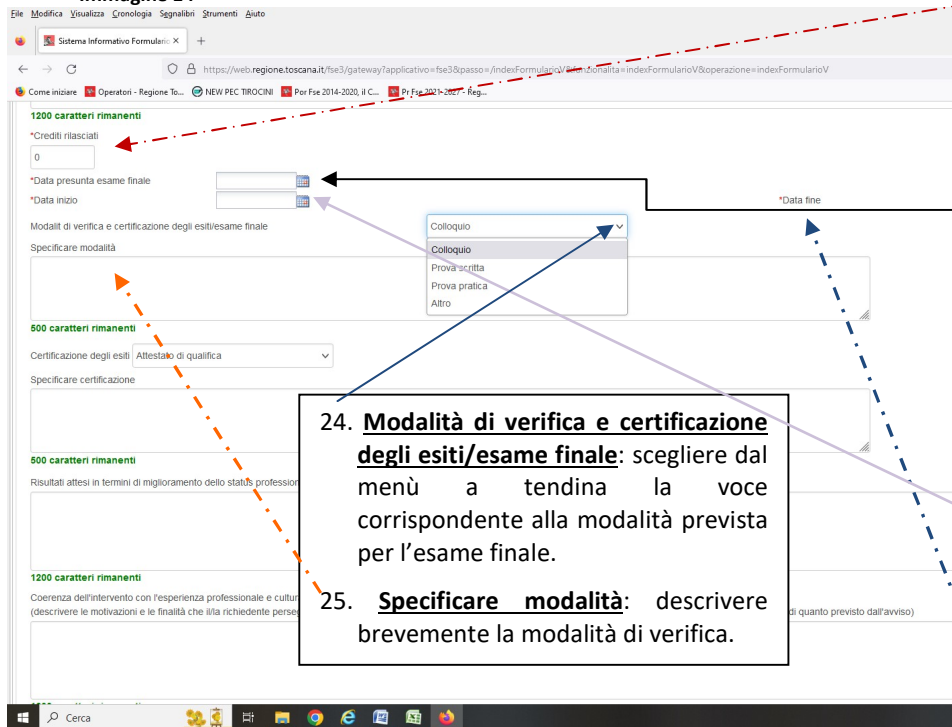 Immagine 14
File Modifica Visualizza Cronologia Segnalibri Strumenti Aiuto
Sistema Informativo Formulario × +
https://web.regione.toscana.it/fse3/gateway?applicativo=fse3&passo=/indexFormularioV&funzionalita=indexFormularioV&operazione=indexFormularioV
Come iniziare Operatori - Regione To... NEW PEC TIROCINI Por Fse 2014-2020, il C... Pr Fse 2021-2027 - Reg...
1200 caratteri rimanenti
*Crediti rilasciati
0
*Data presunta esame finale
*Data inizio *Data fine
Modalit di verifica e certificazione degli esiti/esame finale Colloquio
Specificare modalità
Colloquio
Prova scritta
Prova pratica
Altro
500 caratteri rimanenti
Certificazione degli esiti Attestato di qualifica
Specificare certificazione
500 caratteri rimanenti
Risultati attesi in termini di miglioramento dello status profession
1200 caratteri rimanenti
Coerenza dell'intervento con l'esperienza professionale e cultur
(descrivere le motivazioni e le finalità che il/la richiedente perseg di quanto previsto dall'avviso)
24. Modalità di verifica e certificazione
degli esiti/esame finale: scegliere dal
menù a tendina la voce
corrispondente alla modalità prevista
per l'esame finale.
25. Specificare modalità: descrivere
brevemente la modalità di verifica.
Cerca